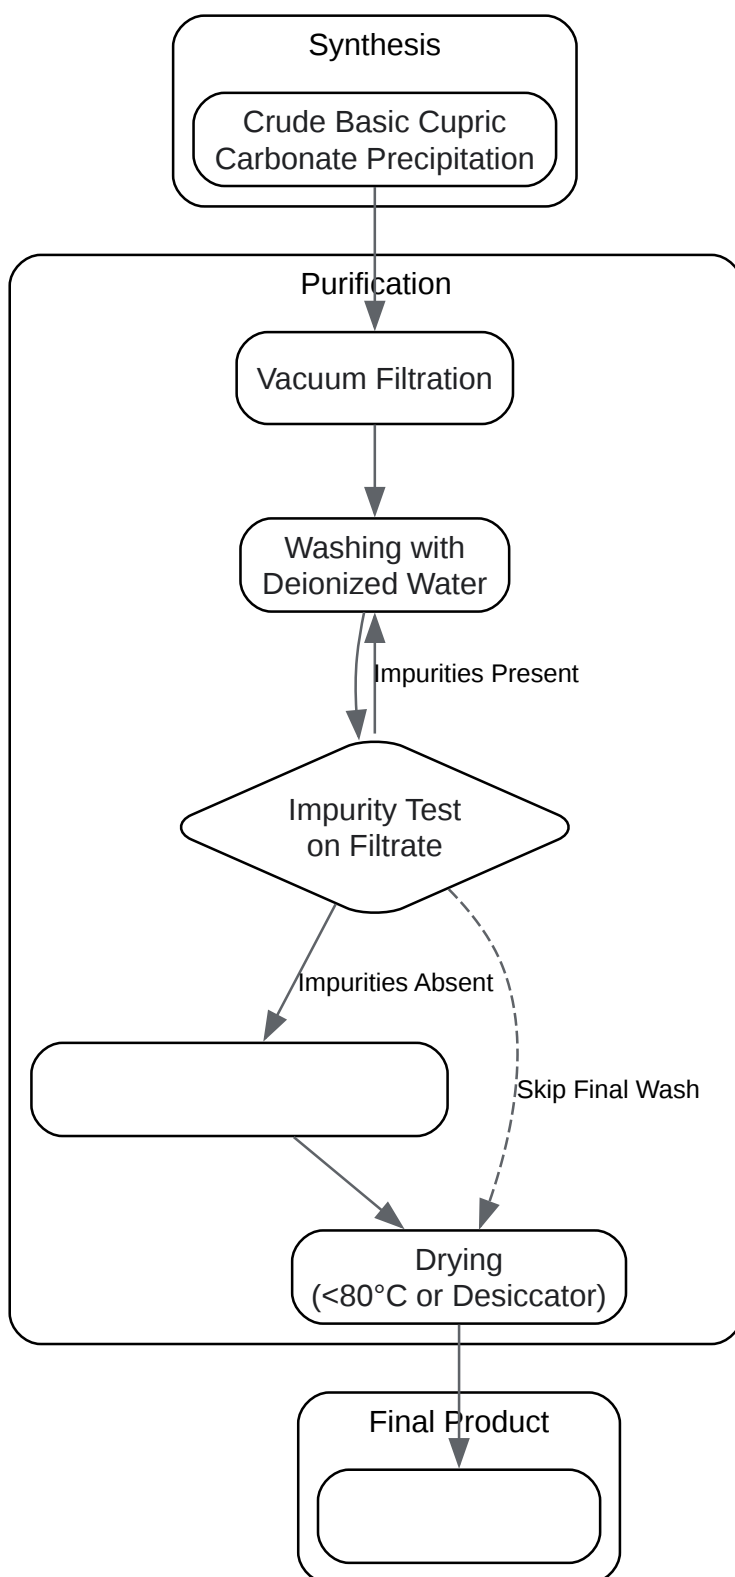 Synthesis
Crude Basic Cupric
Carbonate Precipitation
Purification
Vacuum Filtration
Washing with
Deionized Water
Impurities Present
Impurity Test
on Filtrate
Impurities Absent
Skip Final Wash
Drying
(<80°C or Desiccator)
Final Product